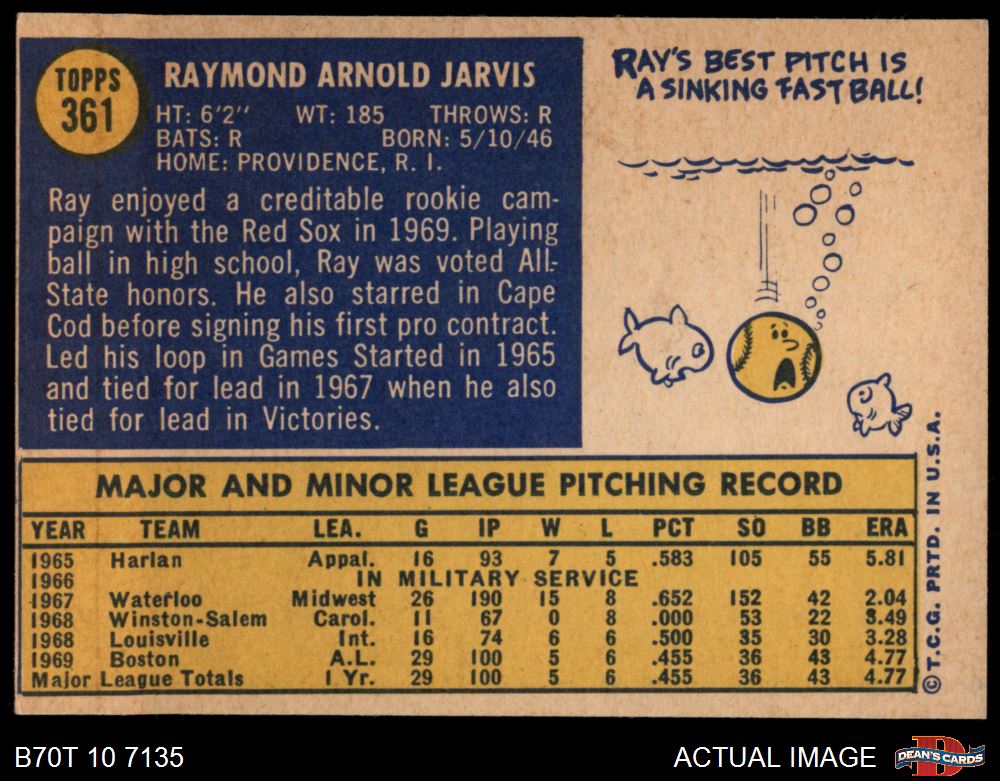 TOPPS
361
RAYMOND ARNOLD JARVIS
HT: 6'2" WT: 185 THROWS: R
BATS: R BORN: 5/10/46
HOME: PROVIDENCE, R. I.
Ray enjoyed a creditable rookie cam-
paign with the Red Sox in 1969. Playing
ball in high school, Ray was voted All-
State honors. He also starred in Cape
Cod before signing his first pro contract.
Led his loop in Games Started in 1965
and tied for lead in 1967 when he also
tied for lead in Victories.
RAY'S BEST PITCH IS
A SINKING FAST BALL!
MAJOR AND MINOR LEAGUE PITCHING RECORD
YEAR TEAM LEA. G IP W L PCT SO BB ERA
1965 Harlan Appal. 16 93 7 5 .583 105 55 5.81
1966 IN MILITARY SERVICE
1967 Waterloo Midwest 26 190 15 8 .652 152 42 2.04
1968 Winston-Salem Carol. 11 67 0 8 .000 53 22 3.49
1968 Louisville Int. 16 74 6 6 .500 35 30 3.28
1969 Boston A.L. 29 100 5 6 .455 36 43 4.77
Major League Totals 1 Yr. 29 100 5 6 .455 36 43 4.77
© T.C.G. PRTD. IN U.S.A.
B70T 10 7135
ACTUAL IMAGE
D
DEAN'S CARDS